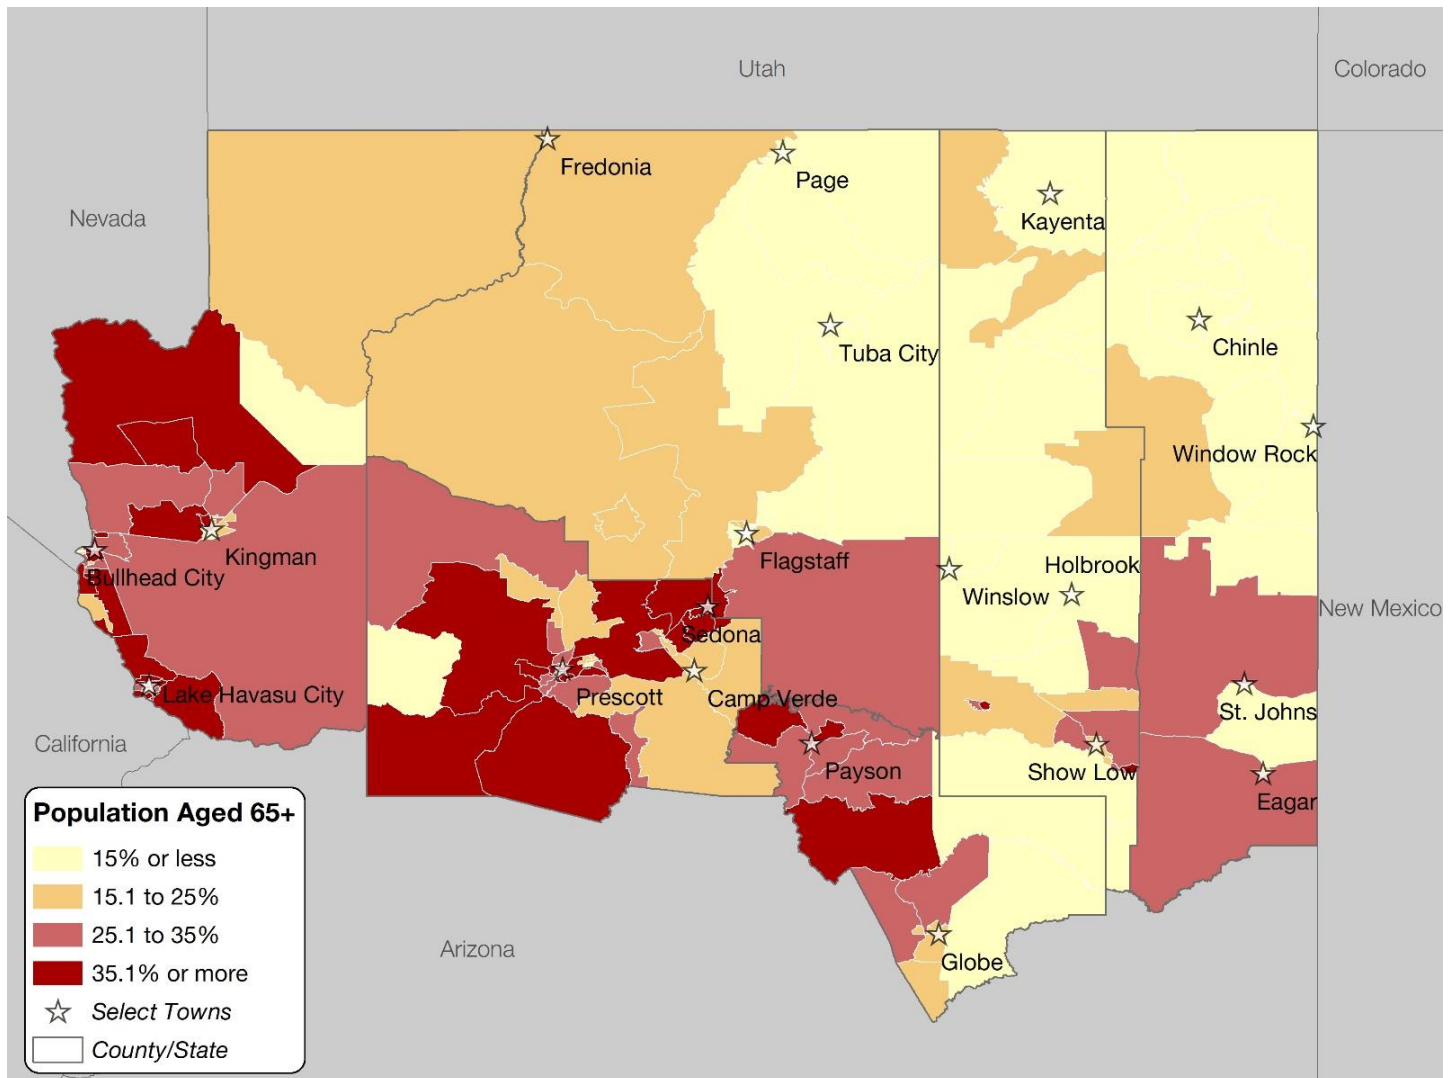 Utah
Colorado
Fredonia
Page
Nevada
Kayenta
Tuba City
Chinle
Window Rock
Kingman
Flagstaff
Bullhead City
Holbrook
Winslow
New Mexico
Sedona
Lake Havasu City
Prescott
Camp Verde
St. Johns
California
Payson
Show Low
Eagar
Population Aged 65+
15% or less
15.1 to 25%
25.1 to 35%
35.1% or more
Select Towns
County/State
Arizona
Globe